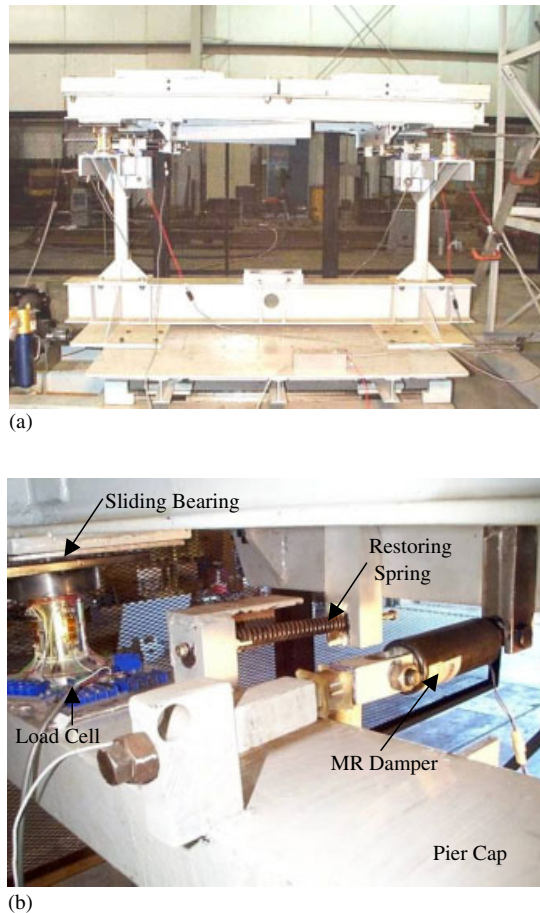 (a)
Sliding Bearing
Restoring
Spring
Load Cell
MR Damper
Pier Cap
(b)